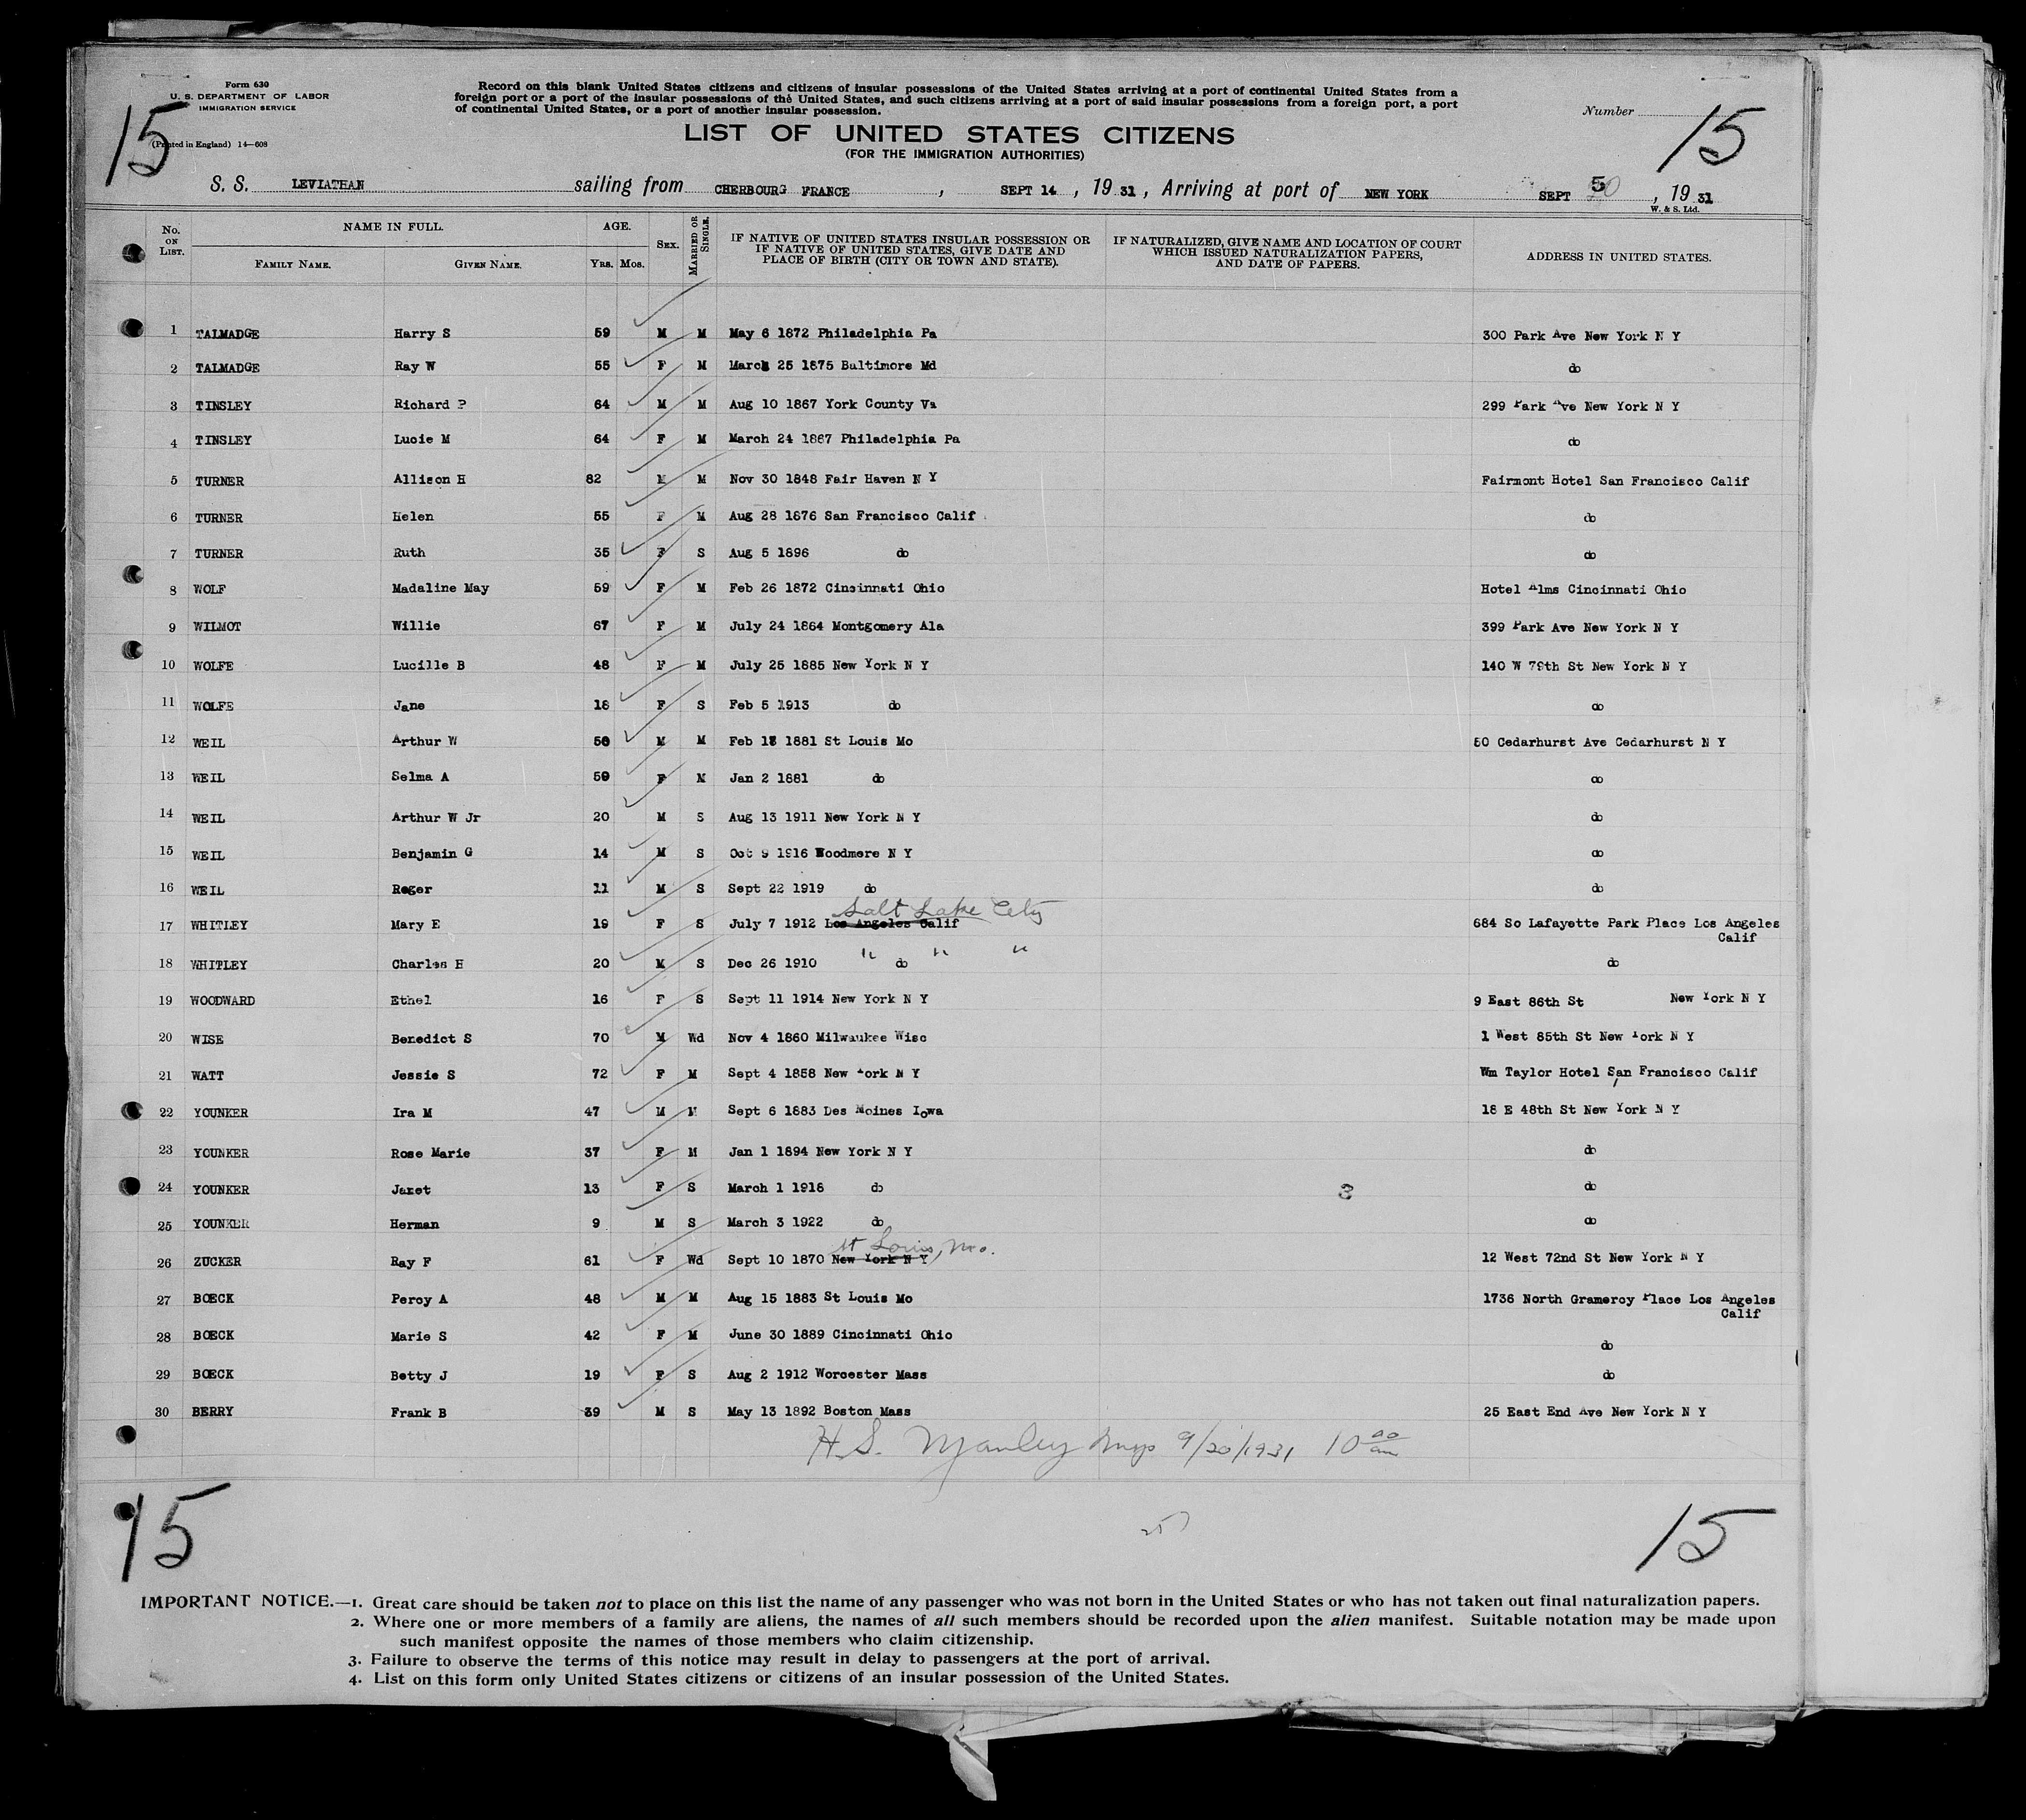 Form 630
U. S. DEPARTMENT OF LABOR
IMMIGRATION SERVICE
(Printed in England) 14—608
15
Record on this blank United States citizens and citizens of insular possessions of the United States arriving at a port of continental United States from a
foreign port or a port of the insular possessions of the United States, and such citizens arriving at a port of said insular possessions from a foreign port, a port
of continental United States, or a port of another insular possession.
Number
15
LIST OF UNITED STATES CITIZENS
(FOR THE IMMIGRATION AUTHORITIES)
S. S. LEVIATHAN sailing from CHERBOURG FRANCE, SEPT 14, 19 31, Arriving at port of NEW YORK SEPT 5, 19 31
W. & S. Ltd.
No. ON LIST. NAME IN FULL. FAMILY NAME. GIVEN NAME. AGE. Yrs. Mos. SEX. MARRIED OR SINGLE. IF NATIVE OF UNITED STATES INSULAR POSSESSION OR IF NATIVE OF UNITED STATES, GIVE DATE AND PLACE OF BIRTH (CITY OR TOWN AND STATE). IF NATURALIZED, GIVE NAME AND LOCATION OF COURT WHICH ISSUED NATURALIZATION PAPERS, AND DATE OF PAPERS. ADDRESS IN UNITED STATES.
1 TALMADGE Harry S 59 M M May 6 1872 Philadelphia Pa 300 Park Ave New York N Y
2 TALMADGE Ray W 55 F M March 25 1875 Baltimore Md do
3 TINSLEY Richard P 64 M M Aug 10 1867 York County Va 299 Park Ave New York N Y
4 TINSLEY Lucie M 64 F M March 24 1867 Philadelphia Pa do
5 TURNER Allison H 82 M M Nov 30 1848 Fair Haven N Y Fairmont Hotel San Francisco Calif
6 TURNER Helen 55 F M Aug 28 1876 San Francisco Calif do
7 TURNER Ruth 35 F S Aug 5 1896 do do
8 WOLF Madaline May 59 F M Feb 26 1872 Cincinnati Ohio Hotel Alms Cincinnati Ohio
9 WILMOT Willie 67 F M July 24 1864 Montgomery Ala 399 Park Ave New York N Y
10 WOLFE Lucille B 48 F M July 25 1885 New York N Y 140 W 79th St New York N Y
11 WOLFE Jane 18 F S Feb 5 1913 do do
12 WEIL Arthur W 50 M M Feb 1881 St Louis Mo 50 Cedarhurst Ave Cedarhurst N Y
13 WEIL Selma A 50 F M Jan 2 1881 do do
14 WEIL Arthur W Jr 20 M S Aug 13 1911 New York N Y do
15 WEIL Benjamin G 14 M S Oct 9 1916 Woodmere N Y do
16 WEIL Roger 11 M S Sept 22 1919 do do
Salt Lake City
17 WHITLEY Mary E 19 F S July 7 1912 Los Angeles Calif 684 So Lafayette Park Place Los Angeles
Calif
" " "
18 WHITLEY Charles H 20 M S Dec 26 1910 do do
19 WOODWARD Ethel 16 F S Sept 11 1914 New York N Y 9 East 86th St New York N Y
20 WISE Benedict S 70 M Wd Nov 4 1860 Milwaukee Wisc 1 West 85th St New York N Y
21 WATT Jessie S 72 F M Sept 4 1858 New York N Y Wm Taylor Hotel San Francisco Calif
22 YOUNKER Ira M 47 M M Sept 6 1883 Des Moines Iowa 18 E 48th St New York N Y
23 YOUNKER Rose Marie 37 F M Jan 1 1894 New York N Y do
24 YOUNKER Janet 13 F S March 1 1918 do 3 do
25 YOUNKER Herman 9 M S March 3 1922 do do
St Louis, Mo.
26 ZUCKER Ray F 61 F Wd Sept 10 1870 New York N Y 12 West 72nd St New York N Y
27 BOECK Percy A 48 M M Aug 15 1883 St Louis Mo 1736 North Gramercy Place Los Angeles
Calif
28 BOECK Marie S 42 F M June 30 1889 Cincinnati Ohio do
29 BOECK Betty J 19 F S Aug 2 1912 Worcester Mass do
30 BERRY Frank B 39 M S May 13 1892 Boston Mass 25 East End Ave New York N Y
H. S. Manley Insp 9/20/1931 10 00 am
15
15
IMPORTANT NOTICE.—1. Great care should be taken not to place on this list the name of any passenger who was not born in the United States or who has not taken out final naturalization papers.
2. Where one or more members of a family are aliens, the names of all such members should be recorded upon the alien manifest. Suitable notation may be made upon
such manifest opposite the names of those members who claim citizenship.
3. Failure to observe the terms of this notice may result in delay to passengers at the port of arrival.
4. List on this form only United States citizens or citizens of an insular possession of the United States.